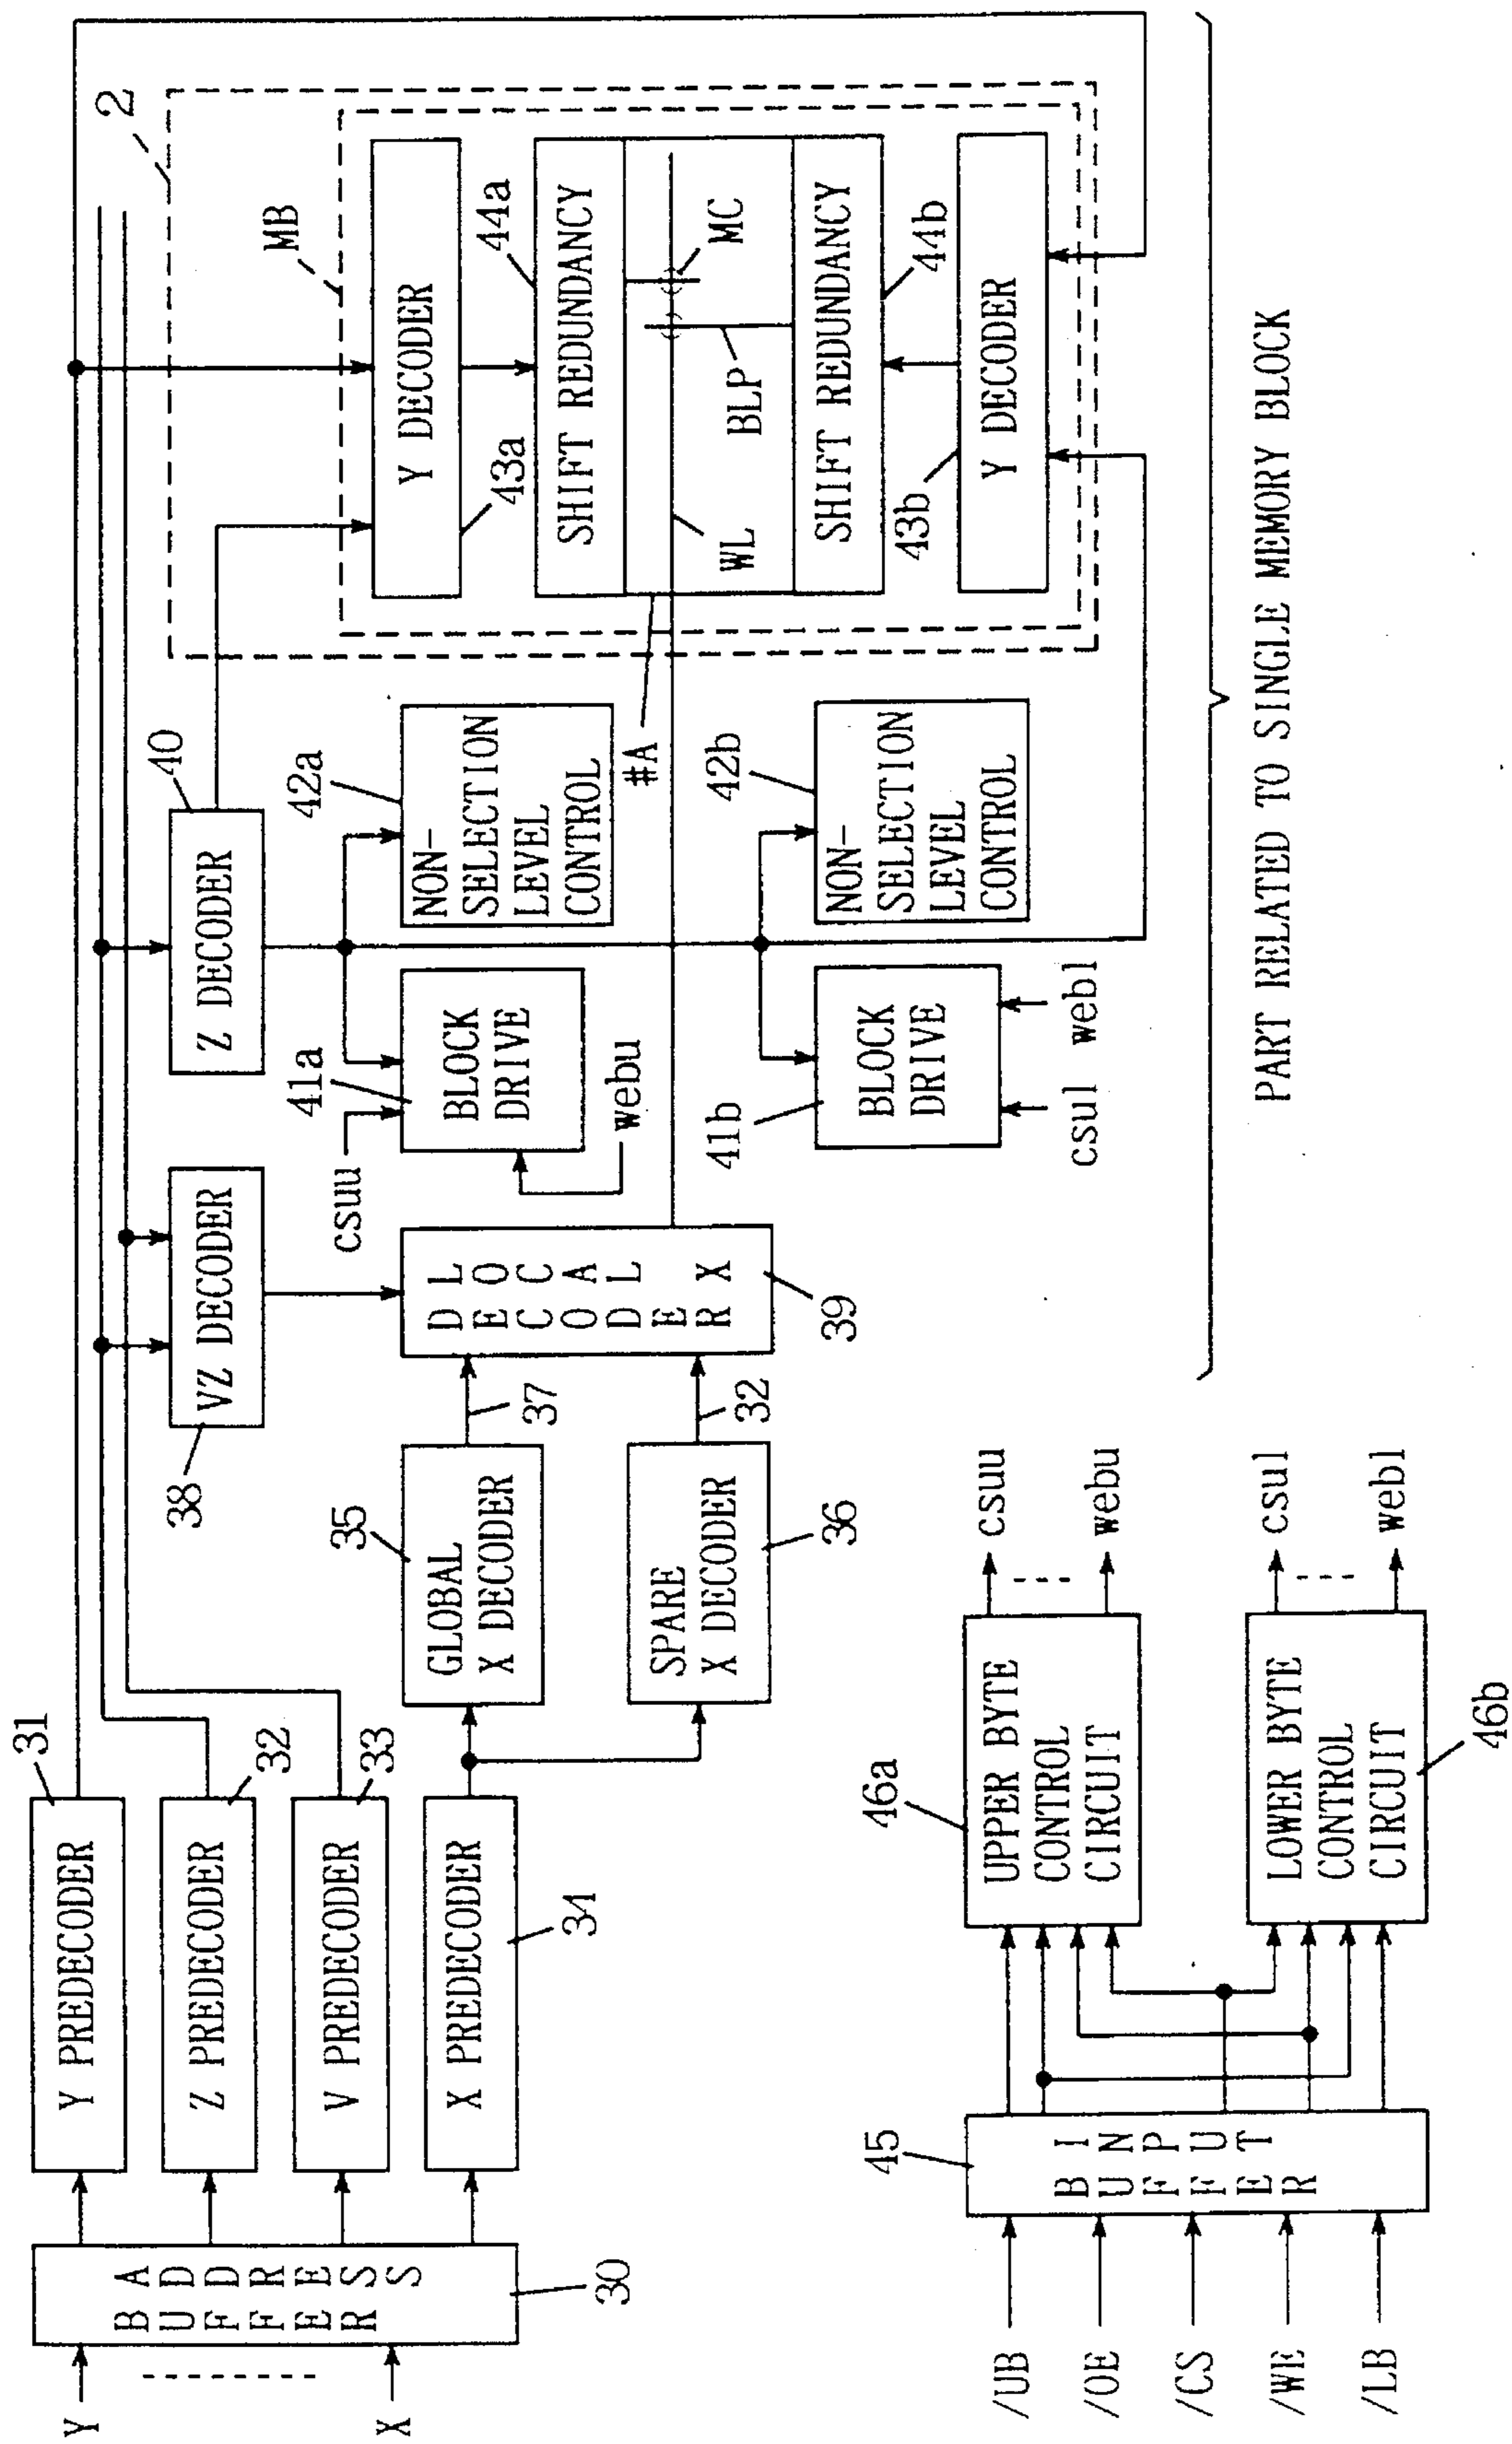 Y
X
ADDRESS
BUFFER
30
Y PREDECODER
31
Z PREDECODER
32
V PREDECODER
33
X PREDECODER
34
GLOBAL
X DECODER
35
SPARE
X DECODER
36
37
32
VZ DECODER
38
LOCAL X
DECODER
39
Z DECODER
40
csuu
41a
BLOCK
DRIVE
webu
42a
NON-
SELECTION
LEVEL
CONTROL
41b
BLOCK
DRIVE
csul
webl
42b
NON-
SELECTION
LEVEL
CONTROL
#A
2
MB
Y DECODER
43a
SHIFT REDUNDANCY
44a
WL
BLP
MC
SHIFT REDUNDANCY
44b
43b
Y DECODER
PART RELATED TO SINGLE MEMORY BLOCK
/UB
/OE
/CS
/WE
/LB
45
INPUT
BUFFER
46a
UPPER BYTE
CONTROL
CIRCUIT
csuu
webu
LOWER BYTE
CONTROL
CIRCUIT
46b
csul
webl